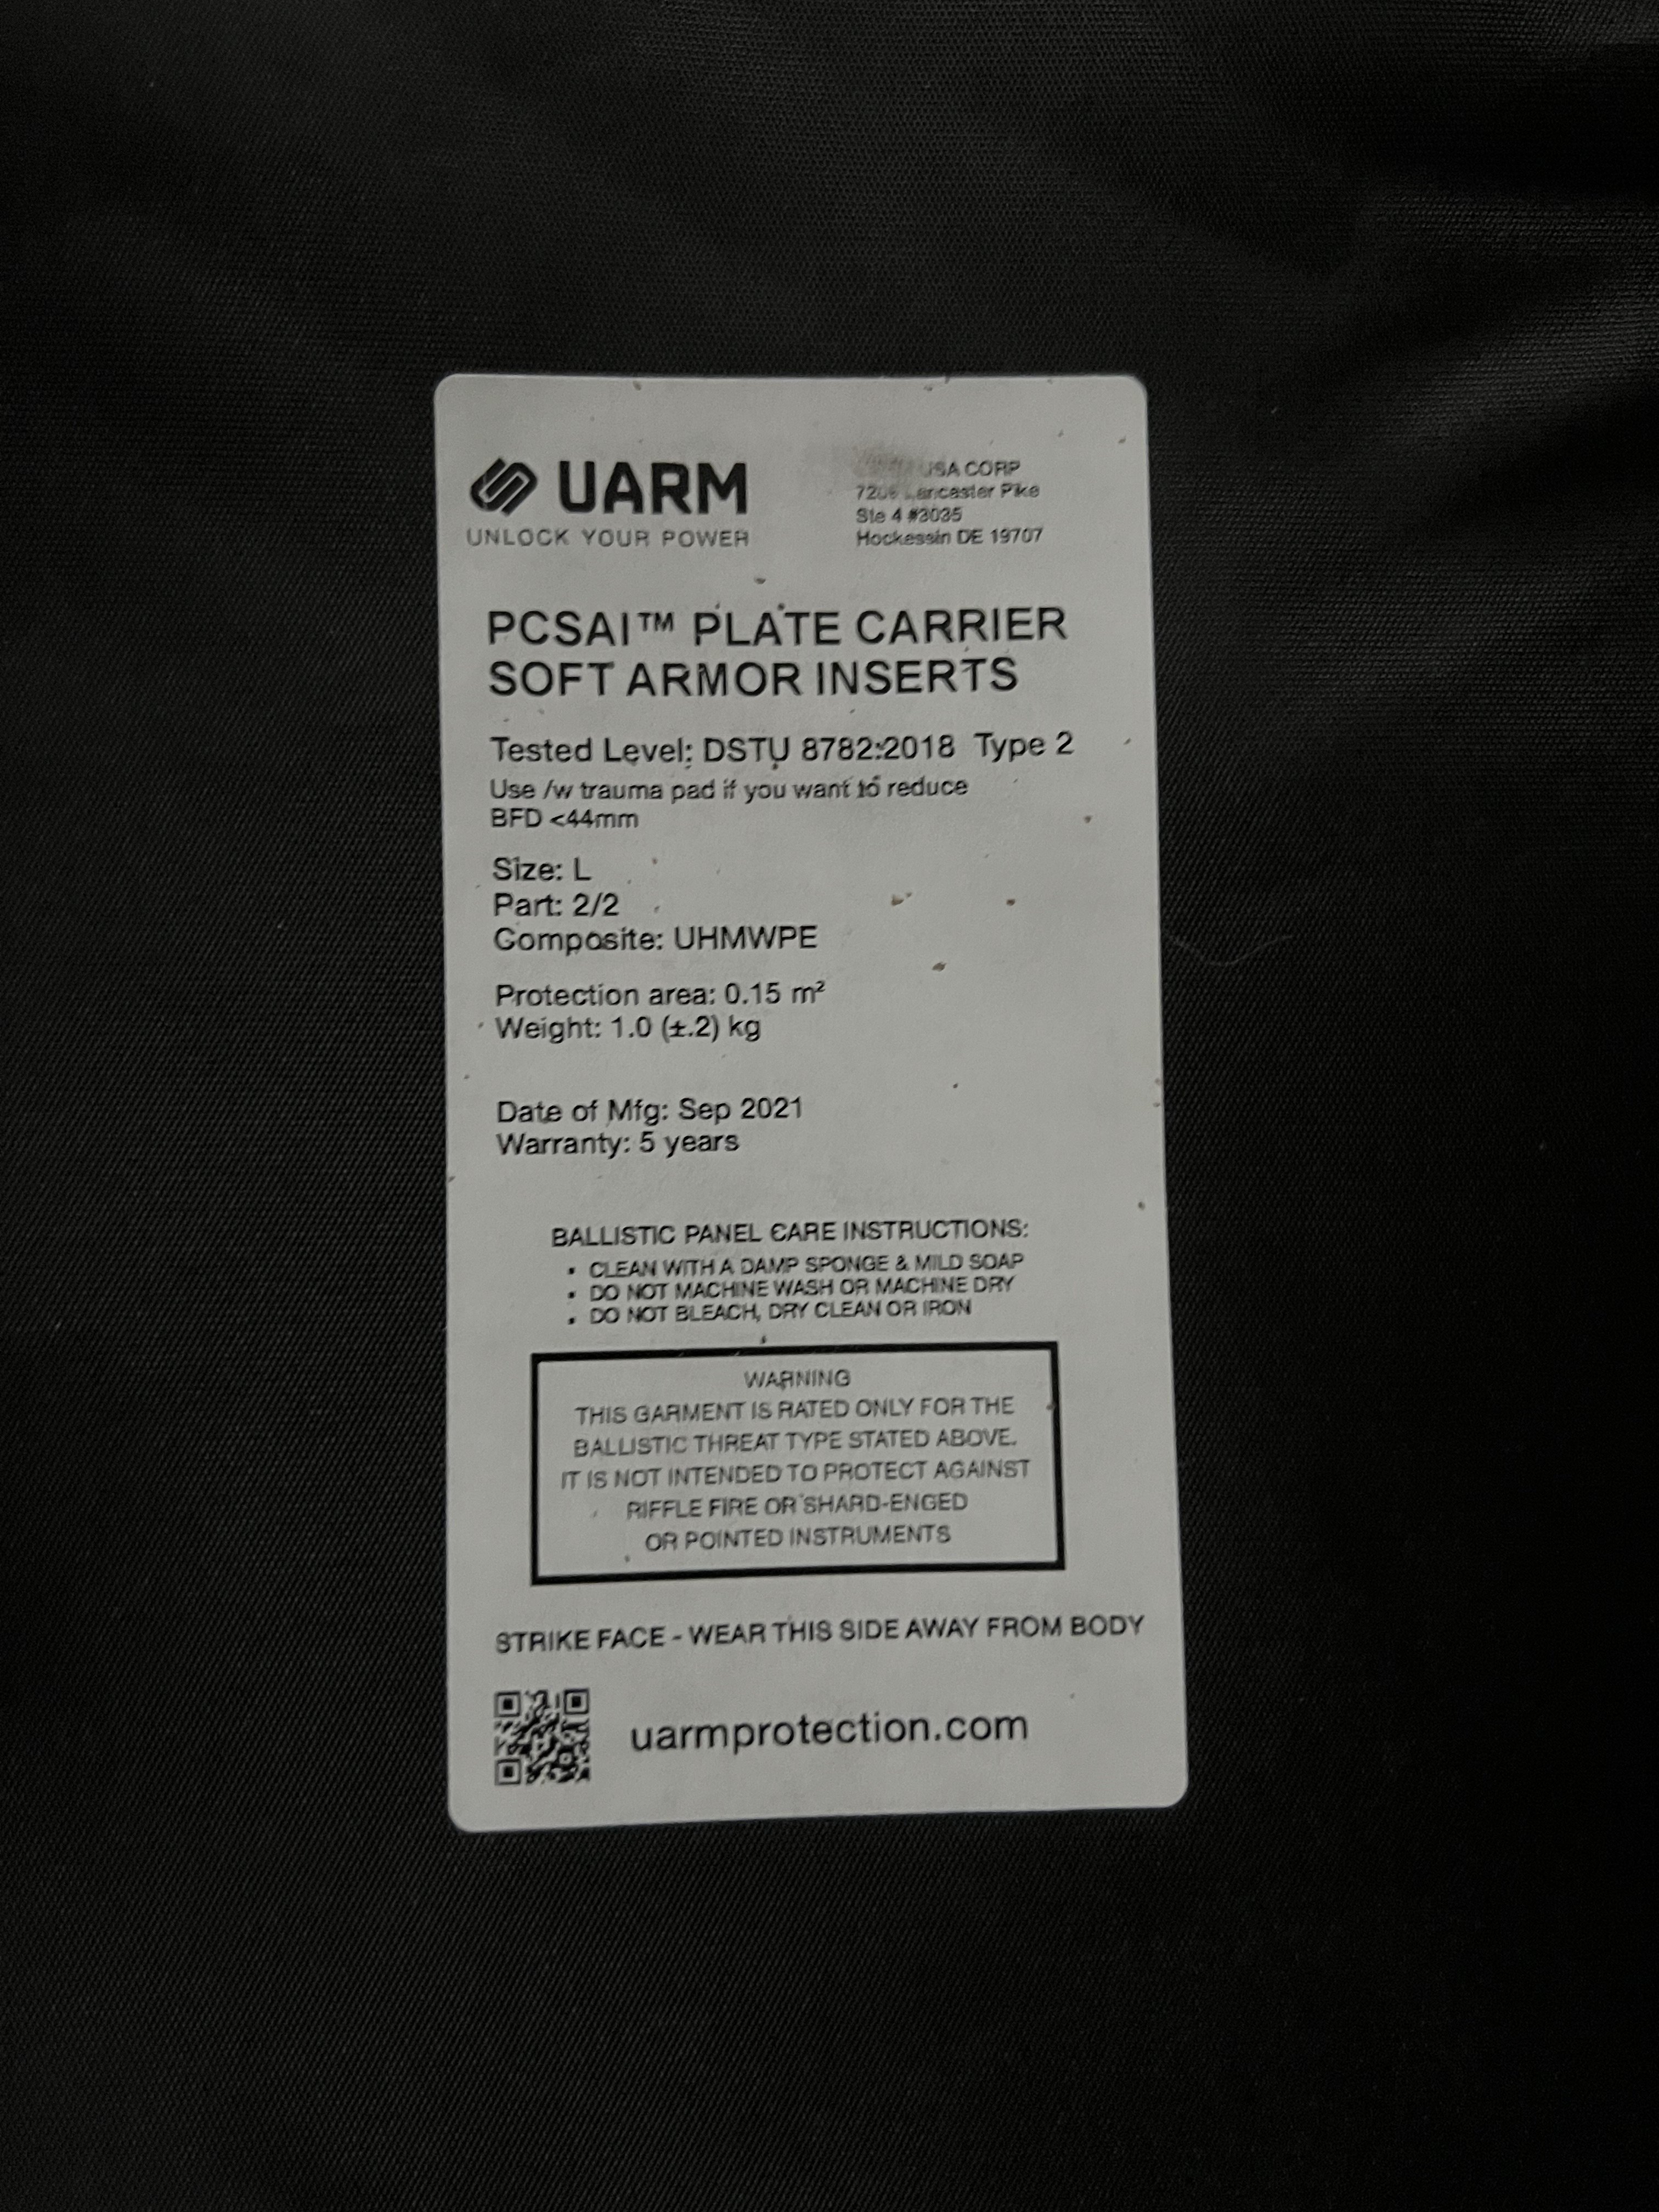 UARM
UNLOCK YOUR POWER
USA CORP
Lancaster Pike
Ste 4 #3035
Hockessin DE 19707
PCSAI™ PLATE CARRIER
SOFT ARMOR INSERTS
Tested Level: DSTU 8782:2018 Type 2
Use /w trauma pad if you want to reduce
BFD <44mm
Size: L
Part: 2/2
Composite: UHMWPE
Protection area: 0.15 m²
Weight: 1.0 (±.2) kg
Date of Mfg: Sep 2021
Warranty: 5 years
BALLISTIC PANEL CARE INSTRUCTIONS:
• CLEAN WITH A DAMP SPONGE & MILD SOAP
• DO NOT MACHINE WASH OR MACHINE DRY
• DO NOT BLEACH, DRY CLEAN OR IRON
WARNING
THIS GARMENT IS RATED ONLY FOR THE
BALLISTIC THREAT TYPE STATED ABOVE.
IT IS NOT INTENDED TO PROTECT AGAINST
RIFFLE FIRE OR SHARD-ENGED
OR POINTED INSTRUMENTS
STRIKE FACE - WEAR THIS SIDE AWAY FROM BODY
uarmprotection.com